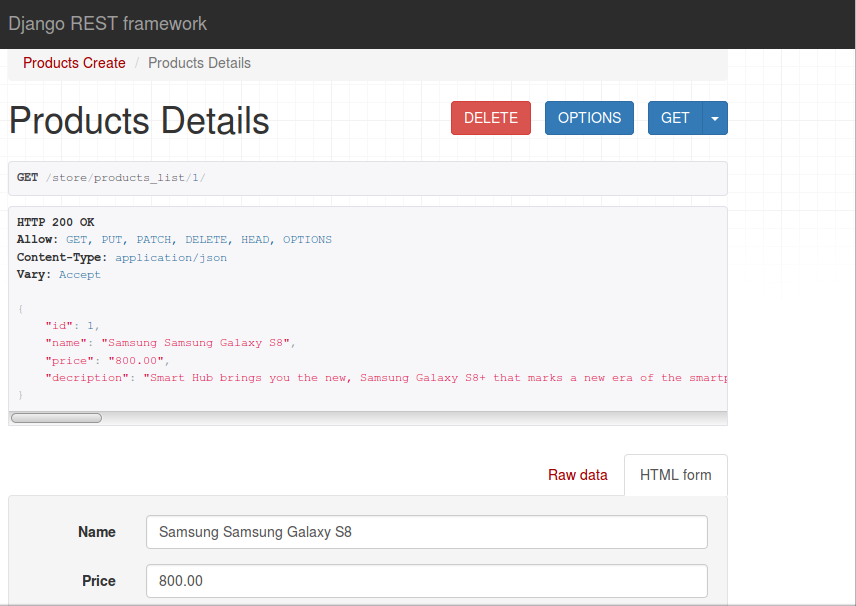 Django REST framework
Products Create / Products Details
Products Details
DELETE
OPTIONS
GET
GET /store/products_list/1/
HTTP 200 OK
Allow: GET, PUT, PATCH, DELETE, HEAD, OPTIONS
Content-Type: application/json
Vary: Accept
{
"id": 1,
"name": "Samsung Samsung Galaxy S8",
"price": "800.00",
"decription": "Smart Hub brings you the new, Samsung Galaxy S8+ that marks a new era of the
}
Raw data
HTML form
Name
Samsung Samsung Galaxy S8
Price
800.00